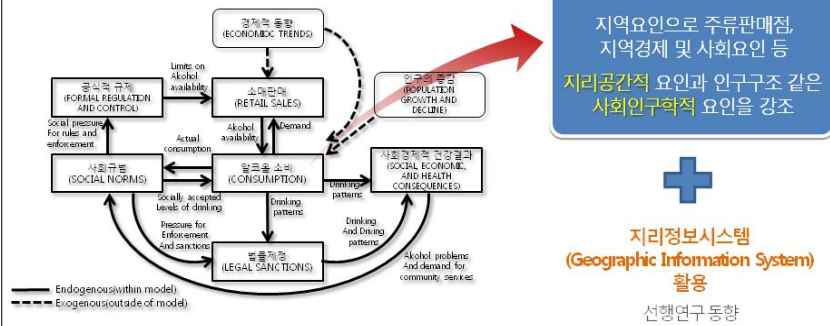 경제적 동향
(ECONOMIC TRENDS)
Limits on
Alcohol
availability
공식적 규제
(FORMAL REGULATION
AND CONTROL)
소매판매
(RETAIL SALES)
인구의 증감
(POPULATION
GROWTH AND
DECLINE)
Social pressure
For rules and
enforcement
Actual
consumption
Alcohol
availability
Demand
사회규범
(SOCIAL NORMS)
알코올 소비
(CONSUMPTION)
사회경제적 건강결과
(SOCIAL ECONOMIC,
AND HEALTH
CONSEQUENCES)
Socially accepted
Levels of drinking
Drinking
patterns
Drinking
patterns
Pressure for
Enforcement
And sanctions
Drinking
And Driving
patterns
법률제정
(LEGAL SANCTIONS)
Alcohol problems
And demand for
community services
Endogenous(within model)
Exogenous(outside of model)
지역요인으로 주류판매점,
지역경제 및 사회요인 등
지리공간적 요인과 인구구조 같은
사회인구학적 요인을 강조
지리정보시스템
(Geographic Information System)
활용
선행연구 동향